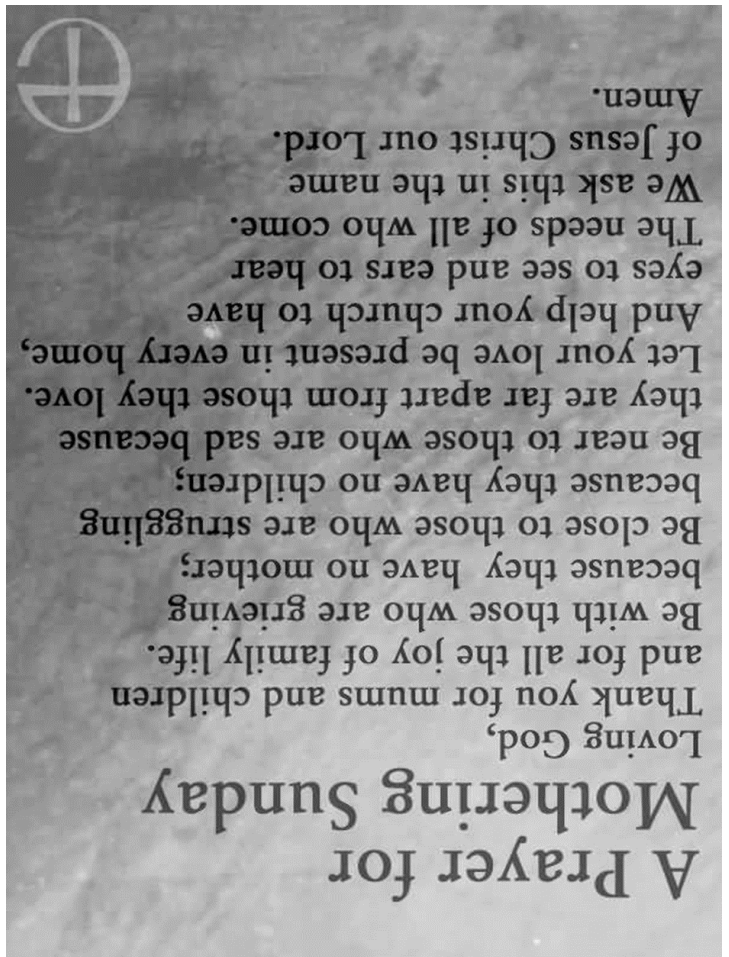 A Prayer for
Mothering Sunday
Loving God,
Thank you for mums and children
and for all the joy of family life.
Be with those who are grieving
because they have no mother;
Be close to those who are struggling
because they have no children;
Be near to those who are sad because
they are far apart from those they love.
Let your love be present in every home,
And help your church to have
eyes to see and ears to hear
The needs of all who come.
We ask this in the name
of Jesus Christ our Lord.
Amen.